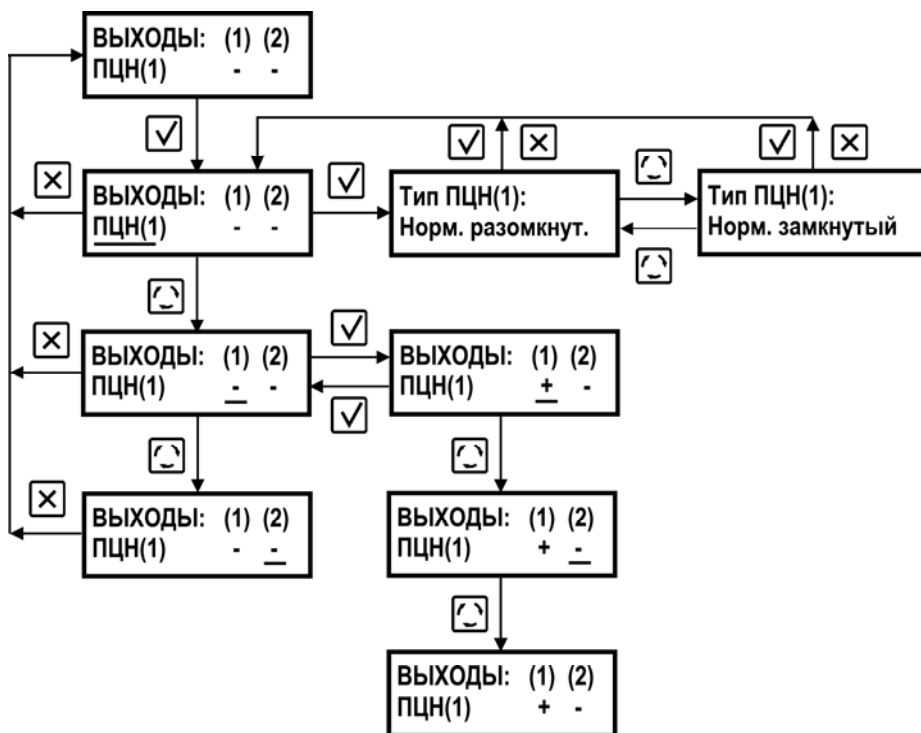 ВЫХОДЫ: (1) (2)
ПЦН(1) - -
ВЫХОДЫ: (1) (2)
ПЦН(1) - -
Тип ПЦН(1):
Норм. разомкнут.
Тип ПЦН(1):
Норм. замкнутый
ВЫХОДЫ: (1) (2)
ПЦН(1) - -
ВЫХОДЫ: (1) (2)
ПЦН(1) + -
ВЫХОДЫ: (1) (2)
ПЦН(1) - -
ВЫХОДЫ: (1) (2)
ПЦН(1) + -
ВЫХОДЫ: (1) (2)
ПЦН(1) + -